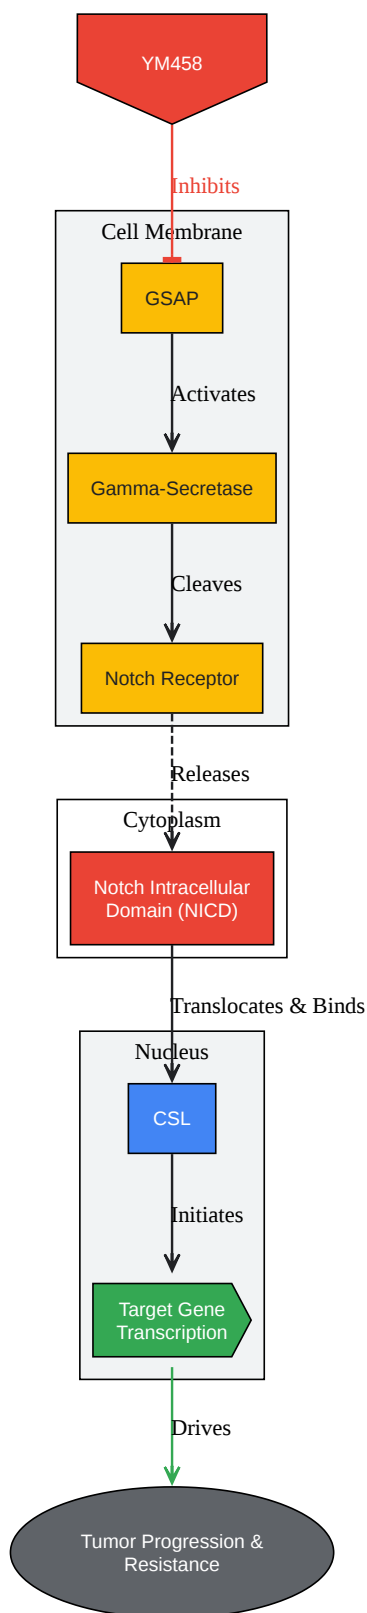 YM458
Inhibits
Cell Membrane
GSAP
Activates
Gamma-Secretase
Cleaves
Notch Receptor
Releases
Cytoplasm
Notch Intracellular
Domain (NICD)
Translocates & Binds
Nucleus
CSL
Initiates
Target Gene
Transcription
Drives
Tumor Progression &
Resistance